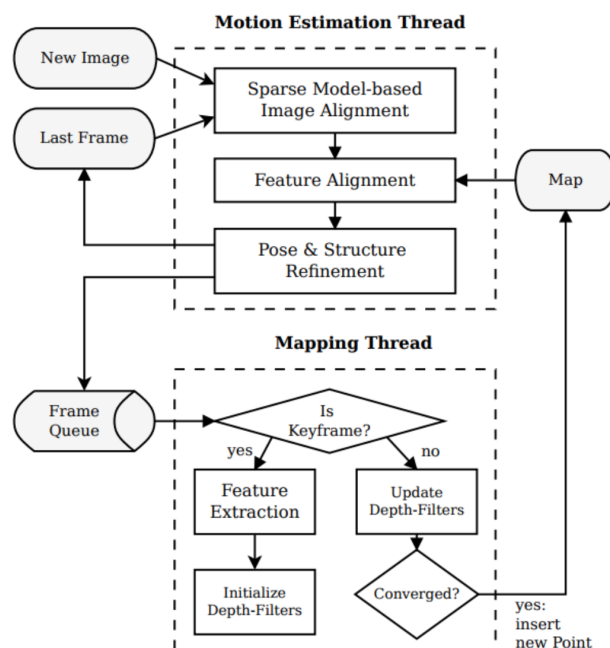 Motion Estimation Thread
New Image
Sparse Model-based
Image Alignment
Last Frame
Feature Alignment
Map
Pose & Structure
Refinement
Mapping Thread
Frame
Queue
Is
Keyframe?
yes
no
Feature
Extraction
Update
Depth-Filters
Initialize
Depth-Filters
Converged?
yes:
insert
new Point